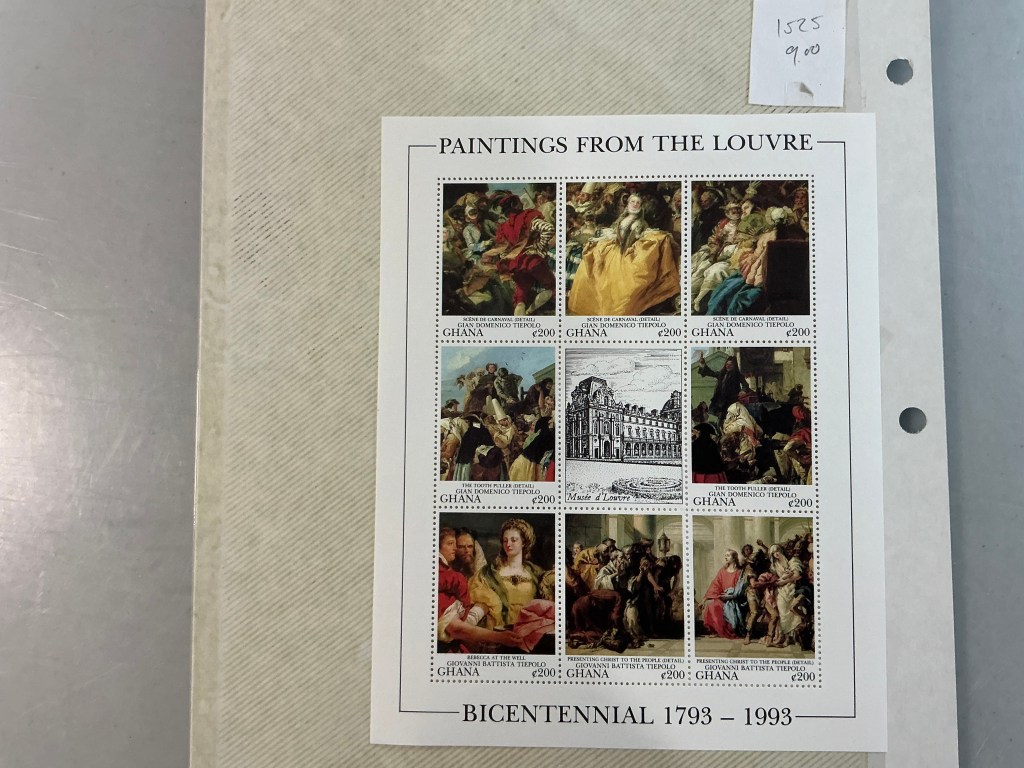 1525
9.00
PAINTINGS FROM THE LOUVRE
SCÈNE DE CARNAVAL (DETAIL)
GIAN DOMENICO TIEPOLO
GHANA ¢200
SCÈNE DE CARNAVAL (DETAIL)
GIAN DOMENICO TIEPOLO
GHANA ¢200
SCÈNE DE CARNAVAL (DETAIL)
GIAN DOMENICO TIEPOLO
GHANA ¢200
THE TOOTH PULLER (DETAIL)
GIAN DOMENICO TIEPOLO
GHANA ¢200
Musée d'Louvre
THE TOOTH PULLER (DETAIL)
GIAN DOMENICO TIEPOLO
GHANA ¢200
REBECCA AT THE WELL
GIOVANNI BATTISTA TIEPOLO
GHANA ¢200
PRESENTING CHRIST TO THE PEOPLE (DETAIL)
GIOVANNI BATTISTA TIEPOLO
GHANA ¢200
PRESENTING CHRIST TO THE PEOPLE (DETAIL)
GIOVANNI BATTISTA TIEPOLO
GHANA ¢200
BICENTENNIAL 1793 – 1993